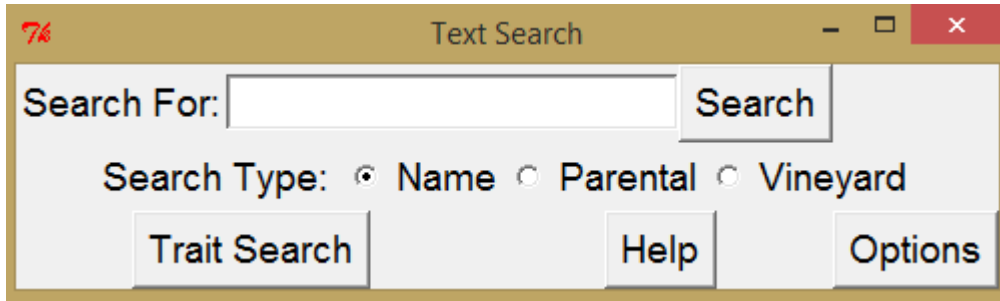 Text Search
Search For: Search
Search Type: Name Parental Vineyard
Trait Search Help Options